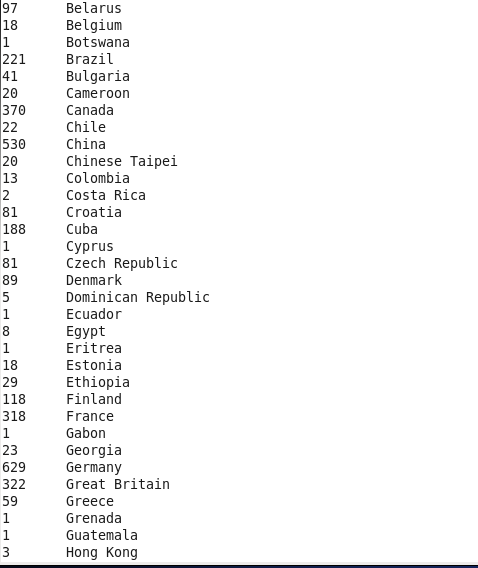 97 Belarus
18 Belgium
1 Botswana
221 Brazil
41 Bulgaria
20 Cameroon
370 Canada
22 Chile
530 China
20 Chinese Taipei
13 Colombia
2 Costa Rica
81 Croatia
188 Cuba
1 Cyprus
81 Czech Republic
89 Denmark
5 Dominican Republic
1 Ecuador
8 Egypt
1 Eritrea
18 Estonia
29 Ethiopia
118 Finland
318 France
1 Gabon
23 Georgia
629 Germany
322 Great Britain
59 Greece
1 Grenada
1 Guatemala
3 Hong Kong